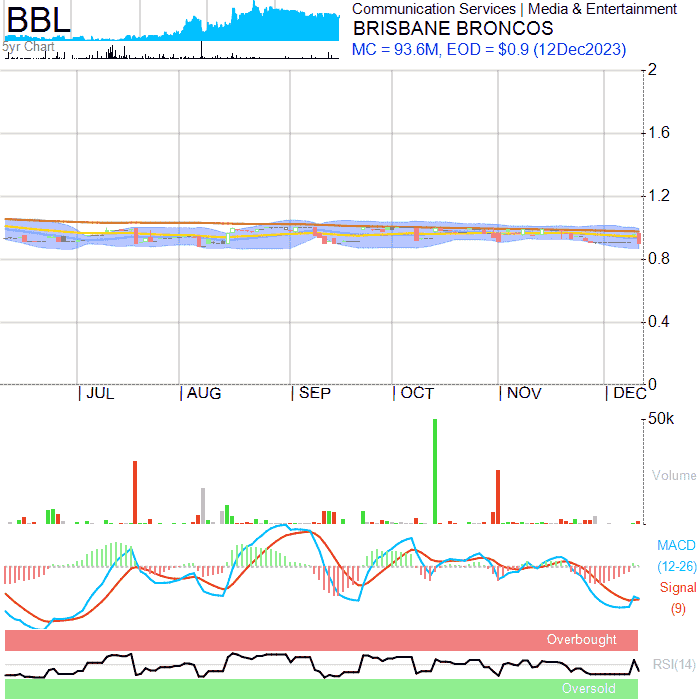 BBL
Communication Services | Media & Entertainment
BRISBANE BRONCOS
MC = 93.6M, EOD = $0.9 (12Dec2023)
5yr Chart
2
1.6
1.2
0.8
0.4
0
| JUL
| AUG
| SEP
| OCT
| NOV
| DEC
50k
Volume
MACD
(12-26)
Signal
(9)
Overbought
RSI(14)
Oversold